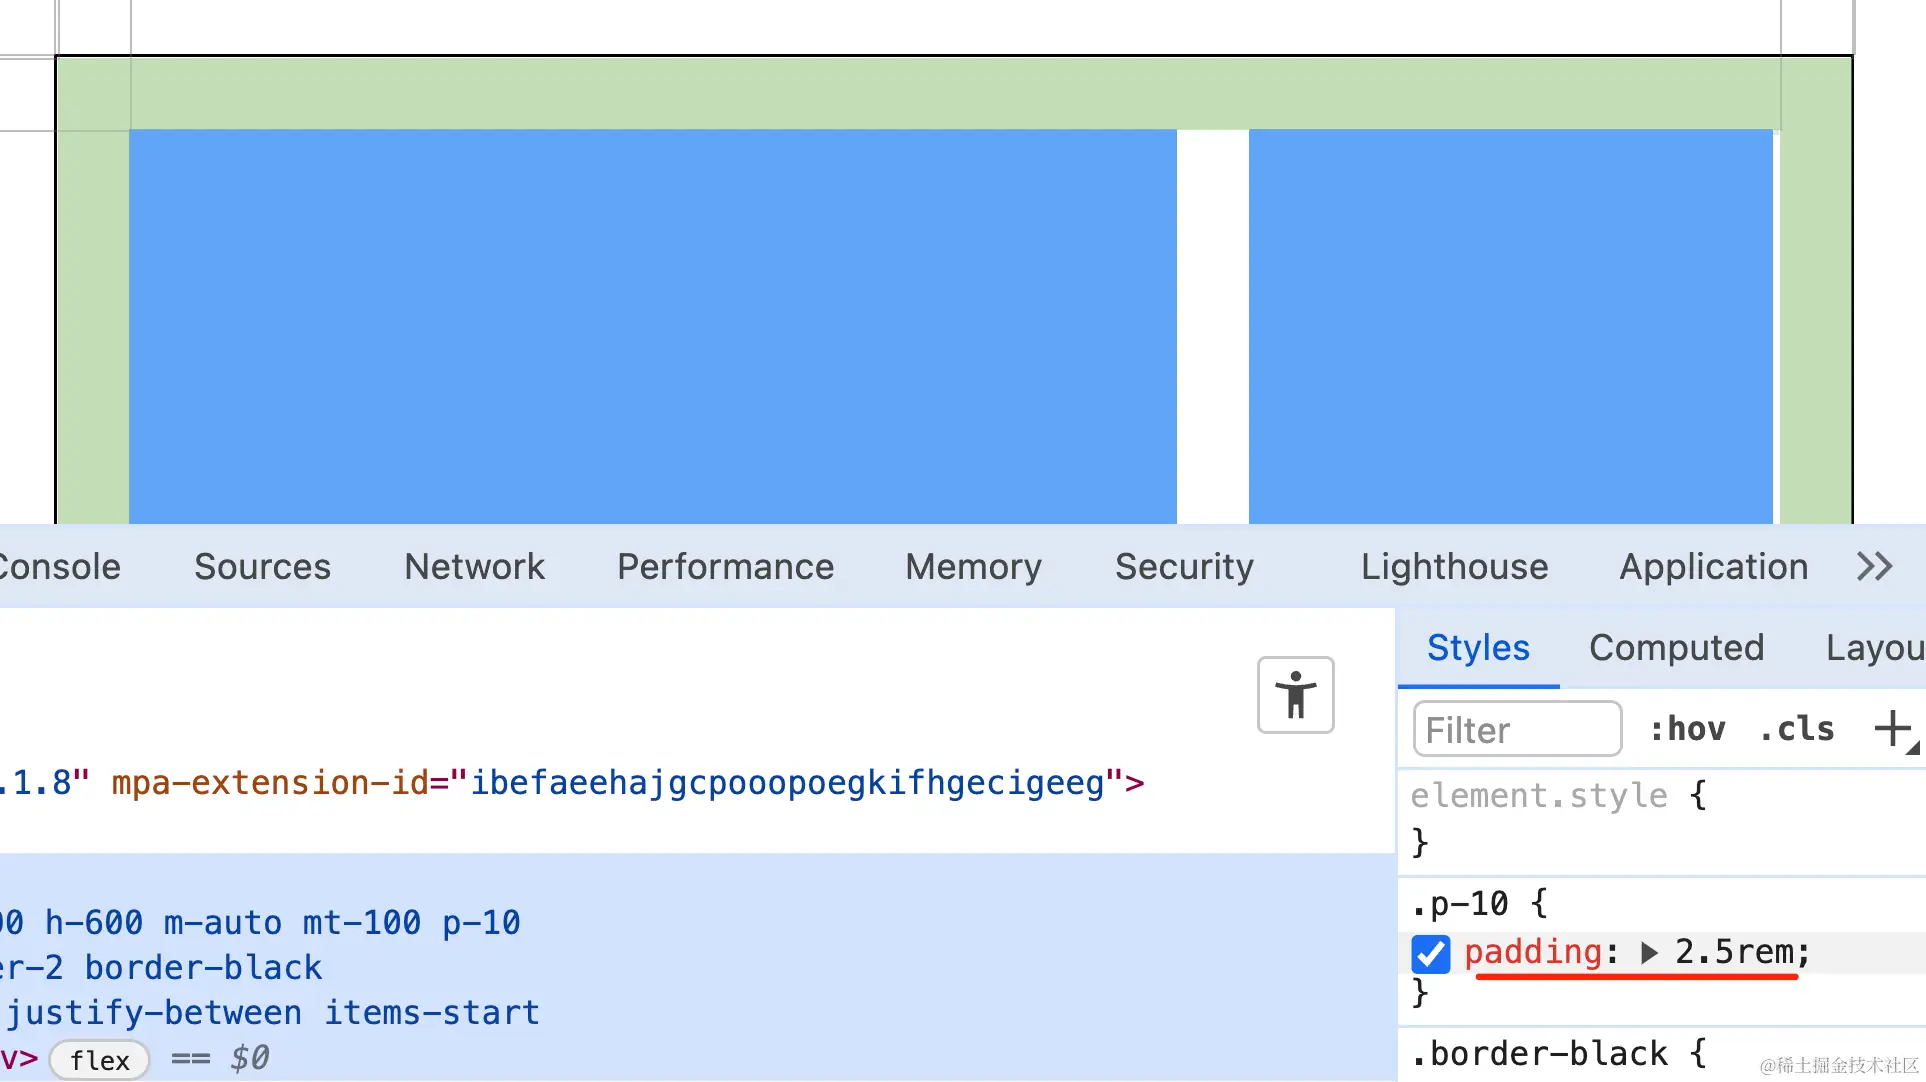 Console Sources Network Performance Memory Security Lighthouse Application
Styles Computed Layou
Filter :hov .cls
.1.8" mpa-extension-id="ibefaeehajgcpooopoegkifhgecigeeg">
00 h-600 m-auto mt-100 p-10
er-2 border-black
justify-between items-start
v> flex == $0
element.style {
}
.p-10 {
padding: 2.5rem;
}
.border-black {
@稀土掘金技术社区